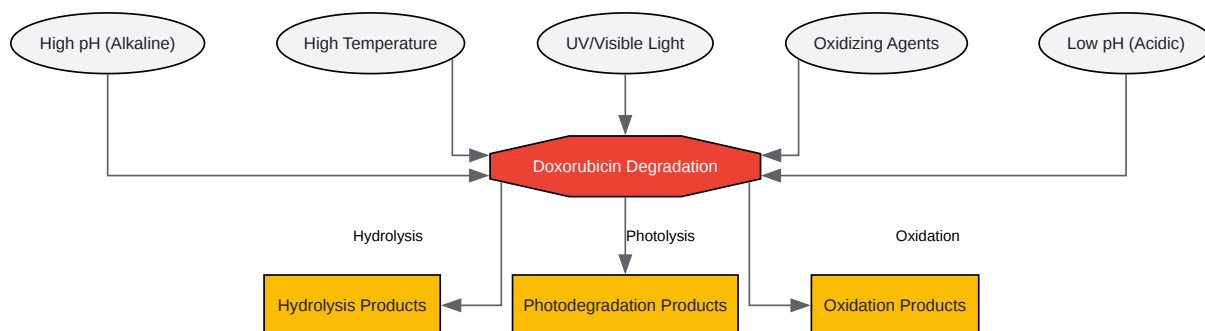 High pH (Alkaline)
High Temperature
UV/Visible Light
Oxidizing Agents
Low pH (Acidic)
Doxorubicin Degradation
Hydrolysis
Photolysis
Oxidation
Hydrolysis Products
Photodegradation Products
Oxidation Products